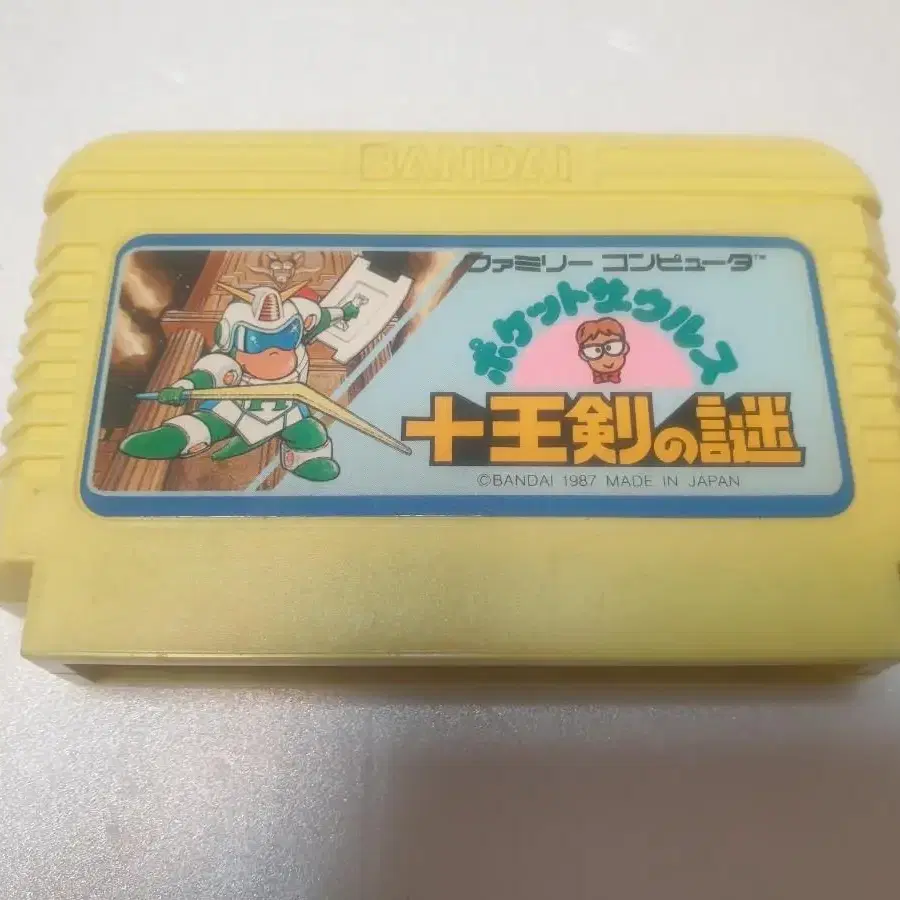 BANDAI
ファミリー コンピュータ™
ポケットザウルス
十王剣の謎
©BANDAI 1987 MADE IN JAPAN